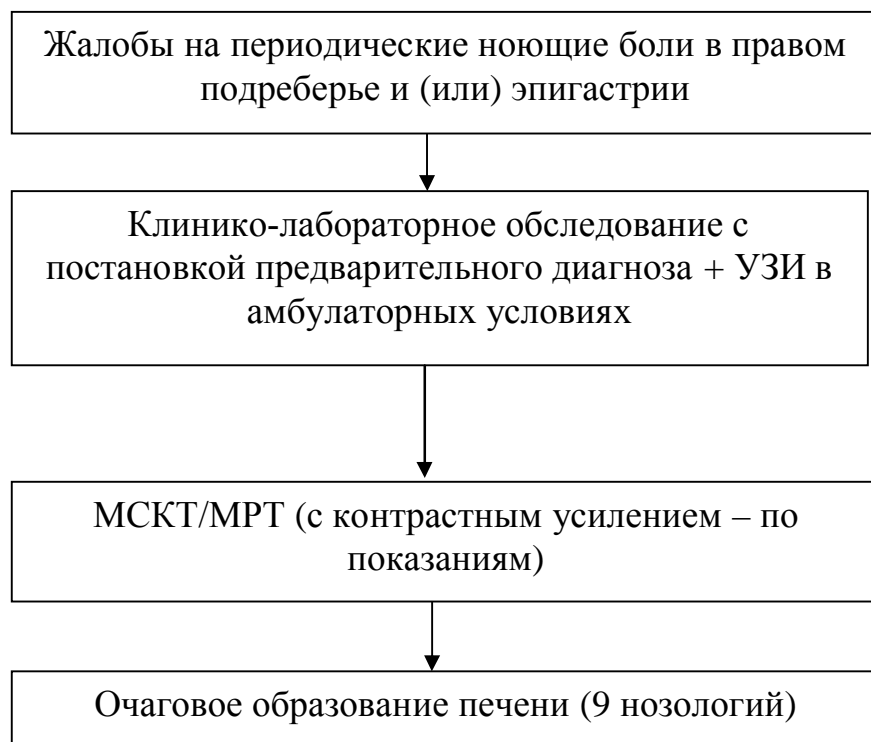 Жалобы на периодические ноющие боли в правом
подреберье и (или) эпигастрии
Клинико-лабораторное обследование с
постановкой предварительного диагноза + УЗИ в
амбулаторных условиях
МСКТ/МРТ (с контрастным усилением – по
показаниям)
Очаговое образование печени (9 нозологий)